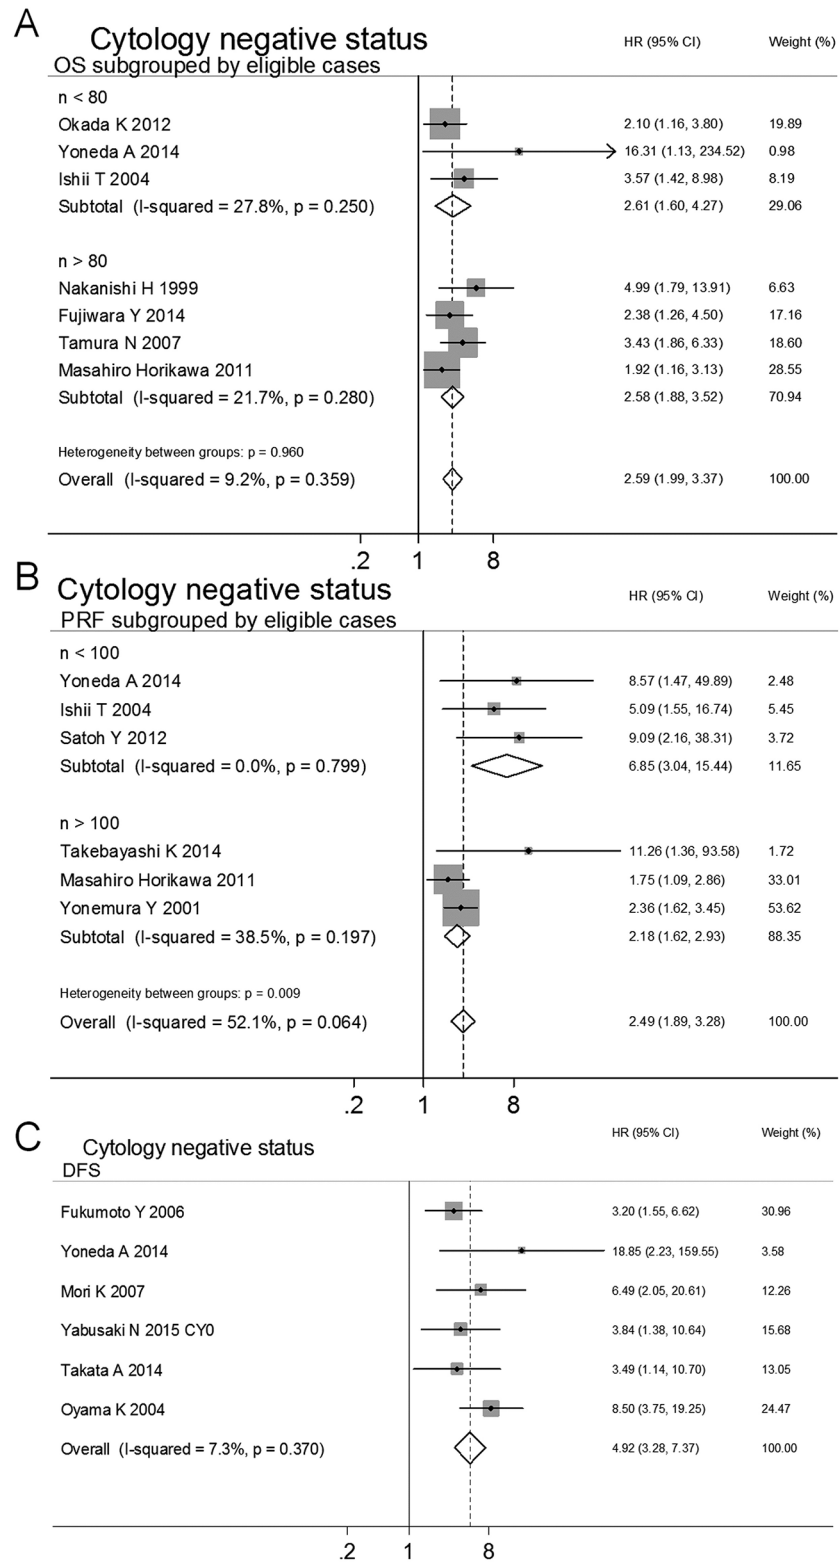 A
Cytology negative status
HR (95% CI) Weight (%)
OS subgrouped by eligible cases
n < 80
Okada K 2012 2.10 (1.16, 3.80) 19.89
Yoneda A 2014 16.31 (1.13, 234.52) 0.98
Ishii T 2004 3.57 (1.42, 8.98) 8.19
Subtotal (I-squared = 27.8%, p = 0.250) 2.61 (1.60, 4.27) 29.06
n > 80
Nakanishi H 1999 4.99 (1.79, 13.91) 6.63
Fujiwara Y 2014 2.38 (1.26, 4.50) 17.16
Tamura N 2007 3.43 (1.86, 6.33) 18.60
Masahiro Horikawa 2011 1.92 (1.16, 3.13) 28.55
Subtotal (I-squared = 21.7%, p = 0.280) 2.58 (1.88, 3.52) 70.94
Heterogeneity between groups: p = 0.960
Overall (I-squared = 9.2%, p = 0.359) 2.59 (1.99, 3.37) 100.00
.2 1 8
B
Cytology negative status
HR (95% CI) Weight (%)
PRF subgrouped by eligible cases
n < 100
Yoneda A 2014 8.57 (1.47, 49.89) 2.48
Ishii T 2004 5.09 (1.55, 16.74) 5.45
Satoh Y 2012 9.09 (2.16, 38.31) 3.72
Subtotal (I-squared = 0.0%, p = 0.799) 6.85 (3.04, 15.44) 11.65
n > 100
Takebayashi K 2014 11.26 (1.36, 93.58) 1.72
Masahiro Horikawa 2011 1.75 (1.09, 2.86) 33.01
Yonemura Y 2001 2.36 (1.62, 3.45) 53.62
Subtotal (I-squared = 38.5%, p = 0.197) 2.18 (1.62, 2.93) 88.35
Heterogeneity between groups: p = 0.009
Overall (I-squared = 52.1%, p = 0.064) 2.49 (1.89, 3.28) 100.00
.2 1 8
C
HR (95% CI) Weight (%)
Cytology negative status
DFS
Fukumoto Y 2006 3.20 (1.55, 6.62) 30.96
Yoneda A 2014 18.85 (2.23, 159.55) 3.58
Mori K 2007 6.49 (2.05, 20.61) 12.26
Yabusaki N 2015 CY0 3.84 (1.38, 10.64) 15.68
Takata A 2014 3.49 (1.14, 10.70) 13.05
Oyama K 2004 8.50 (3.75, 19.25) 24.47
Overall (I-squared = 7.3%, p = 0.370) 4.92 (3.28, 7.37) 100.00
.2 1 8